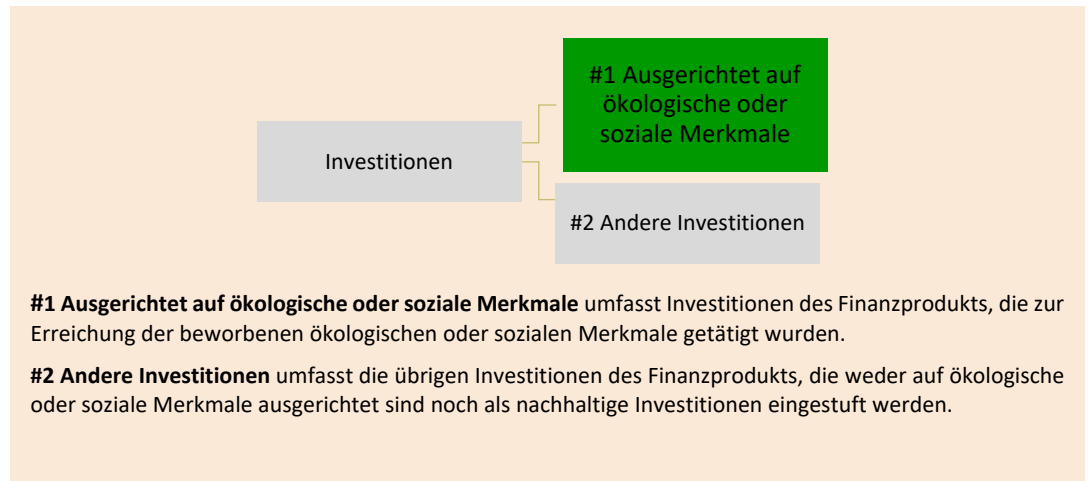 #1 Ausgerichtet auf
ökologische oder
soziale Merkmale
Investitionen
#2 Andere Investitionen
#1 Ausgerichtet auf ökologische oder soziale Merkmale umfasst Investitionen des Finanzprodukts, die zur
Erreichung der beworbenen ökologischen oder sozialen Merkmale getätigt wurden.
#2 Andere Investitionen umfasst die übrigen Investitionen des Finanzprodukts, die weder auf ökologische
oder soziale Merkmale ausgerichtet sind noch als nachhaltige Investitionen eingestuft werden.